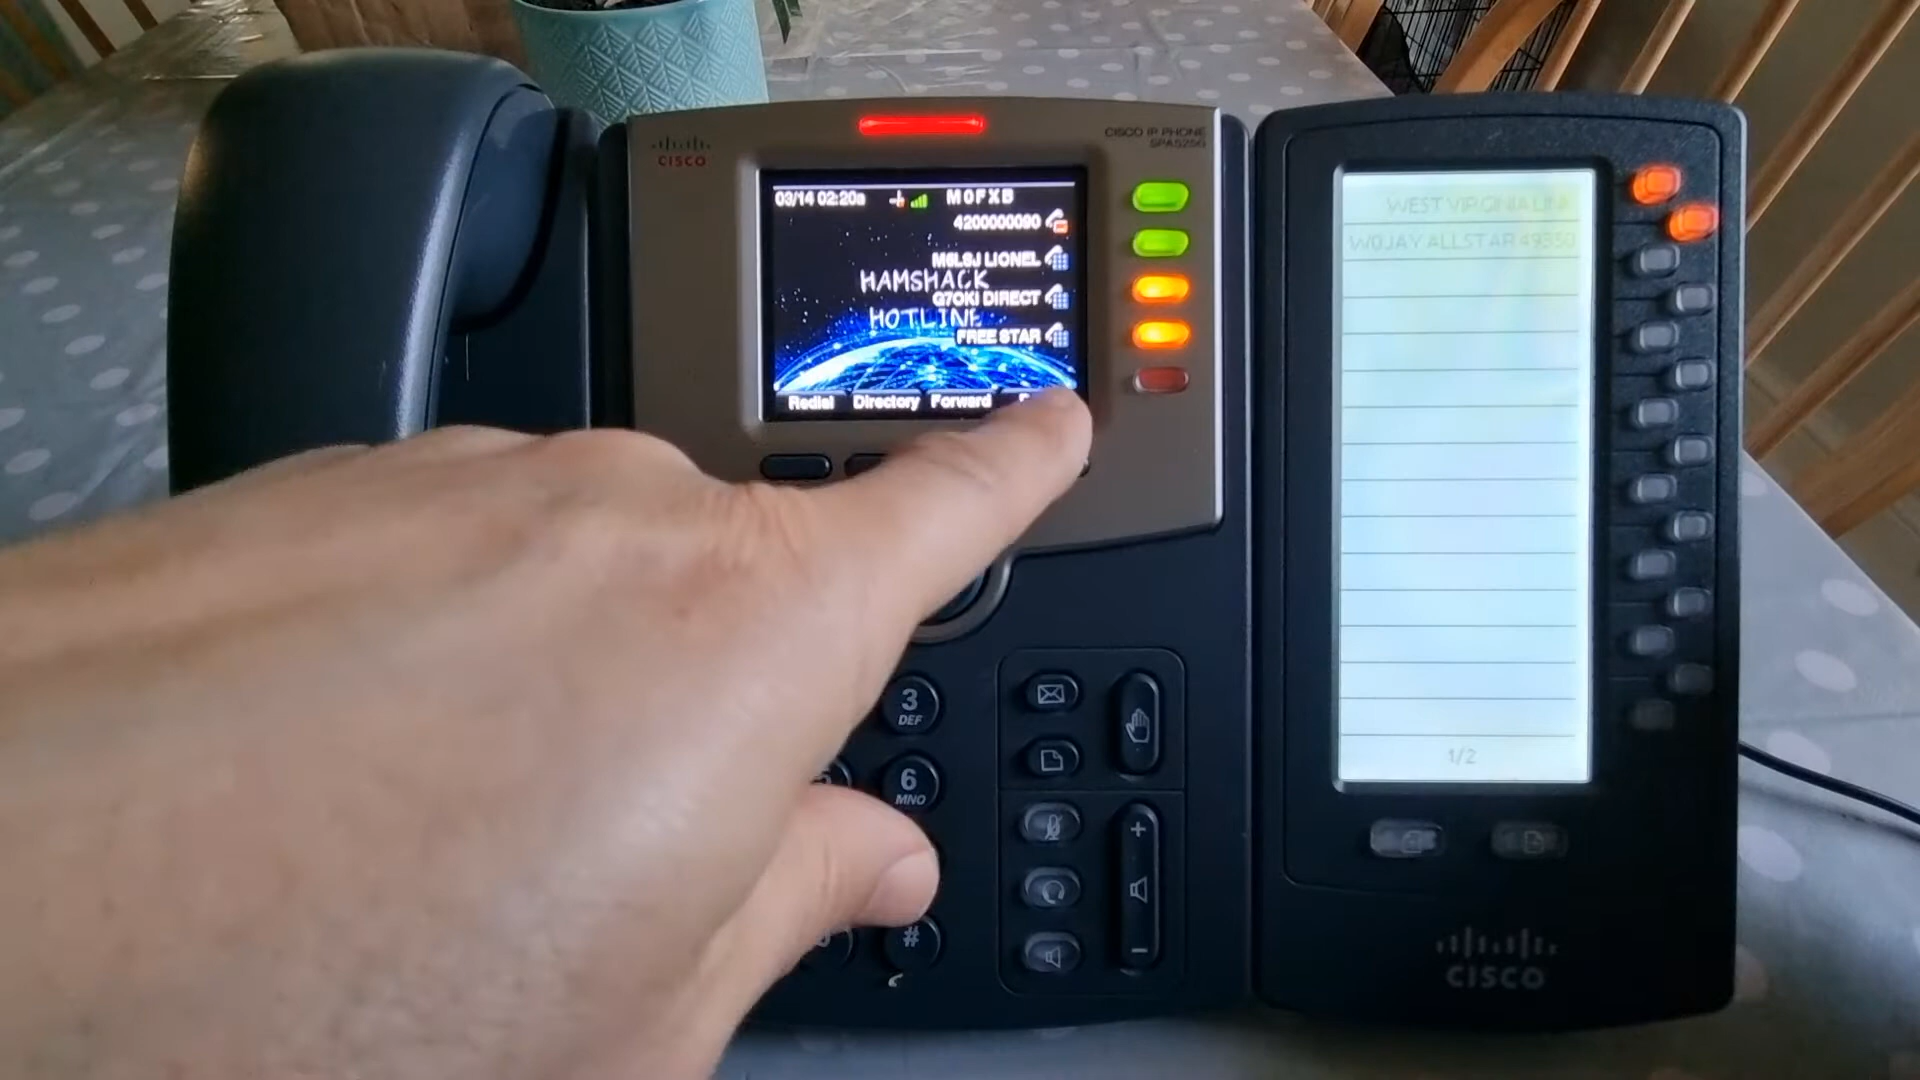 CISCO
CISCO IP PHONE
SPA525G
03/14 02:20a
M0FXB
4200000090
M6LSJ LIONEL
HAMSHACK
G7OKI DIRECT
HOTLINE
FREE STAR
Redial Directory Forward
WEST VIRGINIA LINK
W0JAY ALLSTAR 49350
1/2
3
DEF
6
MNO
#
+
-
CISCO